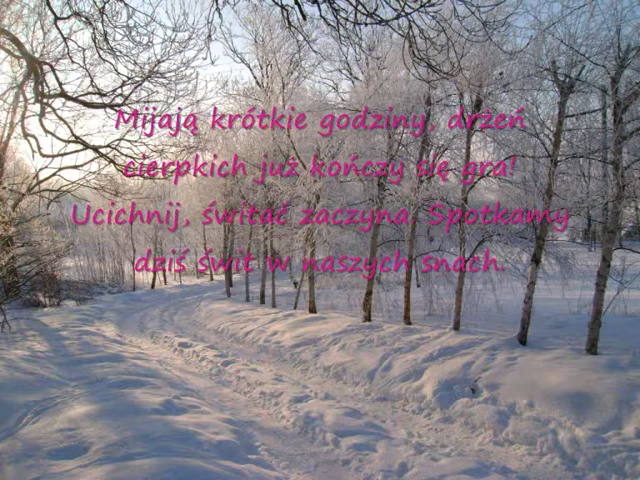 Mijają krótkie godziny, drżeń
cierpkich już kończy się gra!
Ucichnij, świtać zaczyna. Spotkamy
dziś świt w naszych snach.